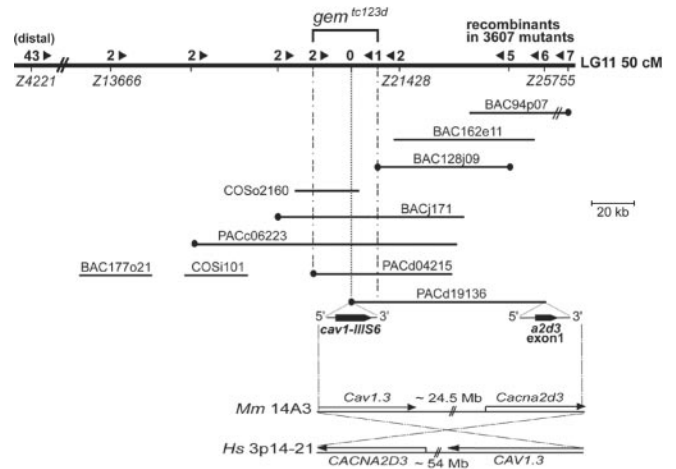 gem tc123d
(distal)
recombinants
in 3607 mutants
43 2 2 2 2 0 1 2 5 6 7
LG11 50 cM
Z4221 Z13666 Z21428 Z25755
BAC94p07
BAC162e11
BAC128j09
COSo2160
20 kb
BACj171
PACc06223
BAC177o21 COSi101 PACd04215
PACd19136
5' 3' 5' 3'
cav1-IIIS6 a2d3
exon1
Cav1.3 ~ 24.5 Mb Cacna2d3
Mm 14A3
Hs 3p14-21
CACNA2D3 ~ 54 Mb CAV1.3